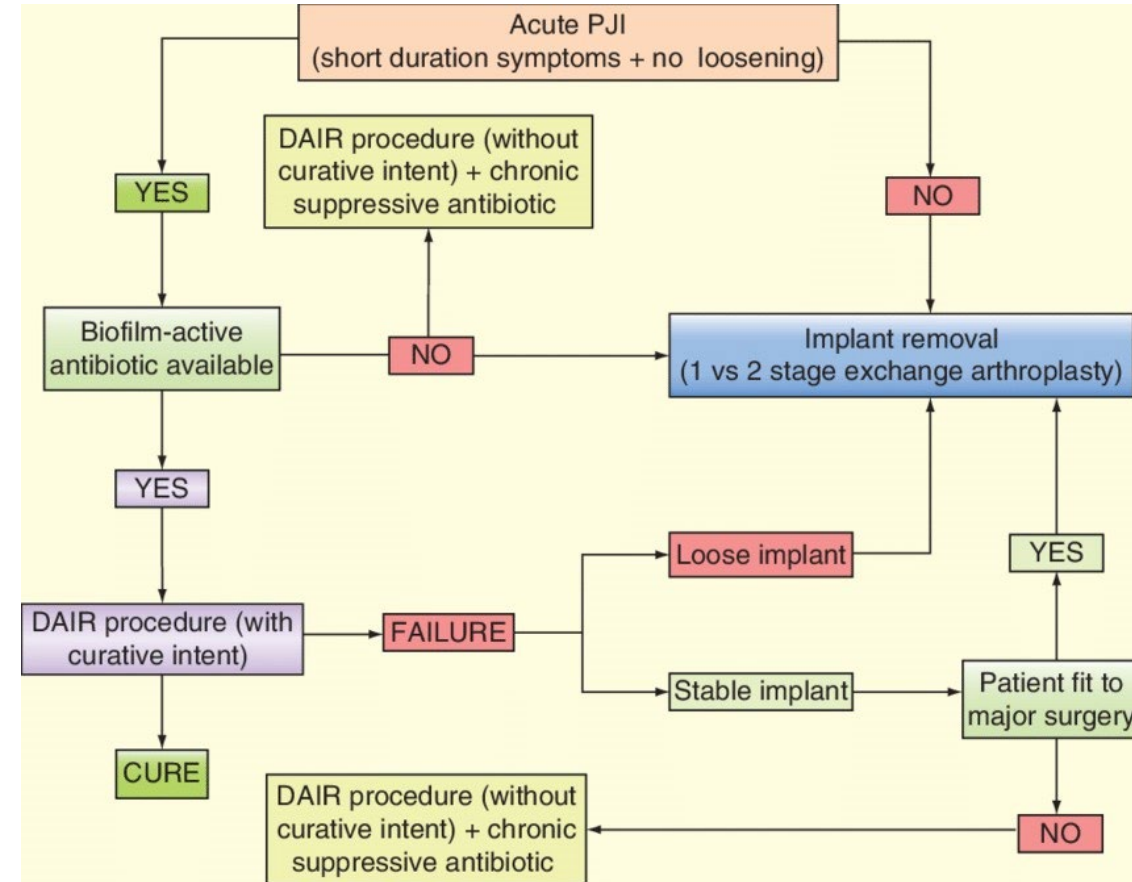 Acute PJI
(short duration symptoms + no loosening)
DAIR procedure (without
curative intent) + chronic
suppressive antibiotic
YES
NO
Biofilm-active
antibiotic available
NO
Implant removal
(1 vs 2 stage exchange arthroplasty)
YES
Loose implant
YES
DAIR procedure (with
curative intent)
FAILURE
Stable implant
Patient fit to
major surgery
CURE
DAIR procedure (without
curative intent) + chronic
suppressive antibiotic
NO